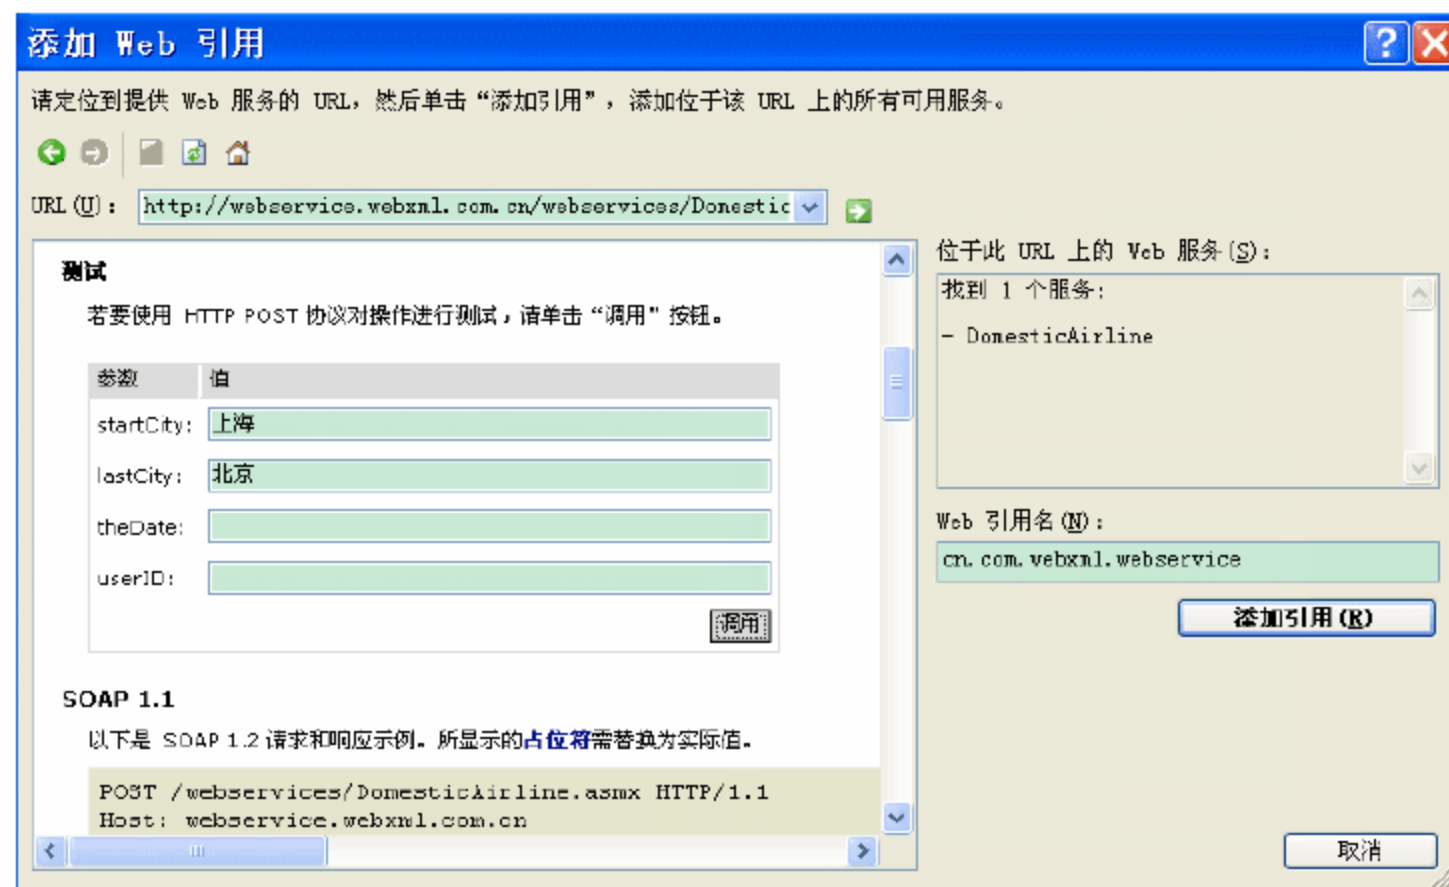 添加 Web 引用
请定位到提供 Web 服务的 URL，然后单击“添加引用”，添加位于该 URL 上的所有可用服务。
URL(U)： http://webservice.webxml.com.cn/webservices/Domestic
测试
若要使用 HTTP POST 协议对操作进行测试，请单击“调用”按钮。
参数 值
startCity: 上海
lastCity: 北京
theDate:
userID:
调用
SOAP 1.1
以下是 SOAP 1.2 请求和响应示例。所显示的占位符需替换为实际值。
POST /webservices/DomesticAirline.asmx HTTP/1.1
Host: webservice.webxml.com.cn
位于此 URL 上的 Web 服务(S)：
找到 1 个服务:
- DomesticAirline
Web 引用名(N)：
cn.com.webxml.webservice
添加引用(R)
取消